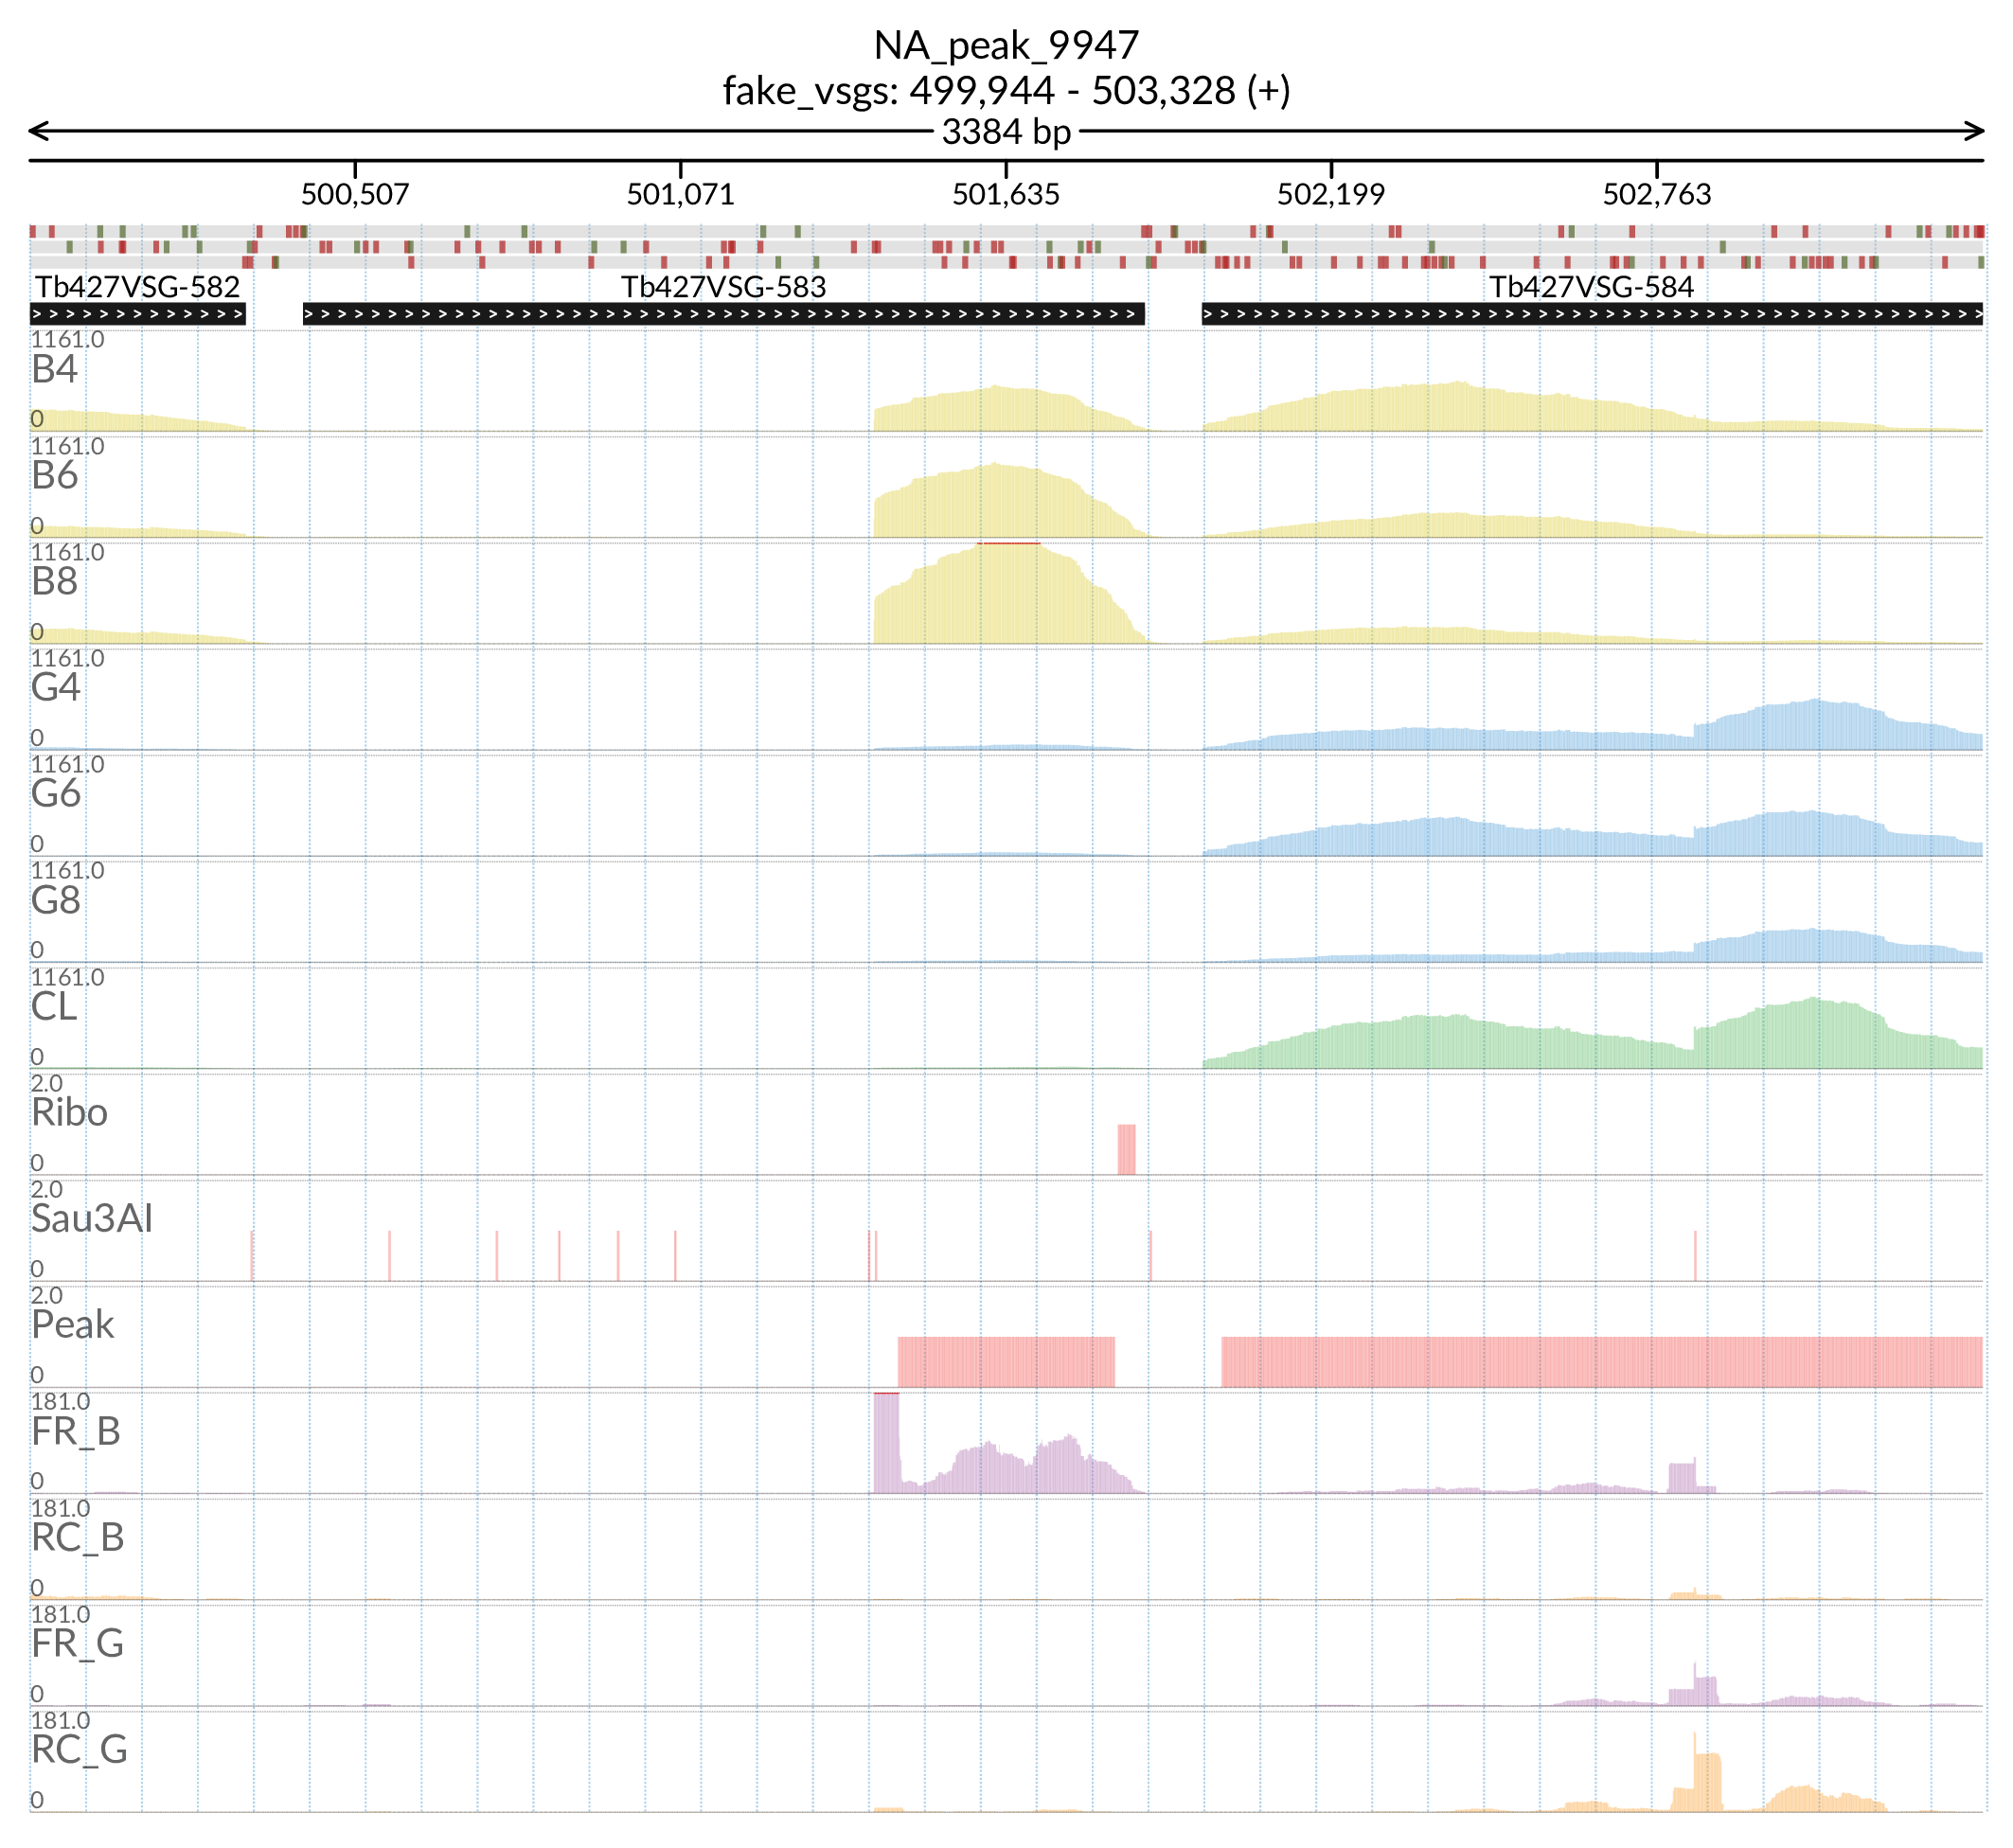 NA_peak_9947
fake_vsgs: 499,944 - 503,328 (+)
3384 bp
500,507 501,071 501,635 502,199 502,763
Tb427VSG-582 Tb427VSG-583 Tb427VSG-584
1161.0
B4
0
1161.0
B6
0
1161.0
B8
0
1161.0
G4
0
1161.0
G6
0
1161.0
G8
0
1161.0
CL
0
2.0
Ribo
0
2.0
Sau3AI
0
2.0
Peak
0
181.0
FR_B
0
181.0
RC_B
0
181.0
FR_G
0
181.0
RC_G
0